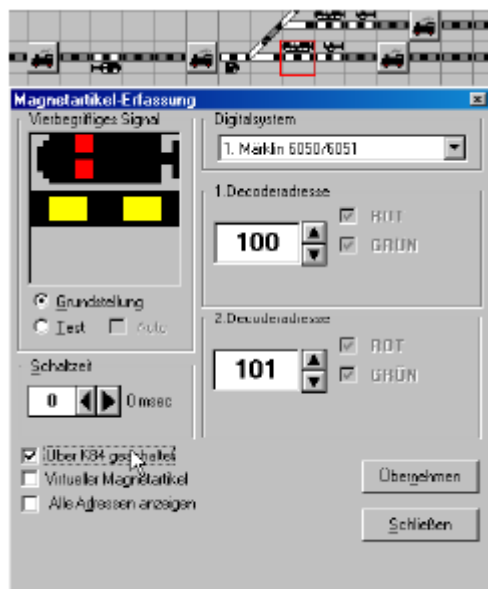 Magnetartikel-Erfassung
Vierbegriffiges Signal
Digitalsystem
1. Märklin 6050/6051
1.Decoderadresse
100
ROT
GRÜN
Grundstellung
Test
Auto
2.Decoderadresse
101
ROT
GRÜN
Schaltzeit
0
0 msec
Über K84 geschaltet
Virtueller Magnetartikel
Alle Adressen anzeigen
Übernehmen
Schließen